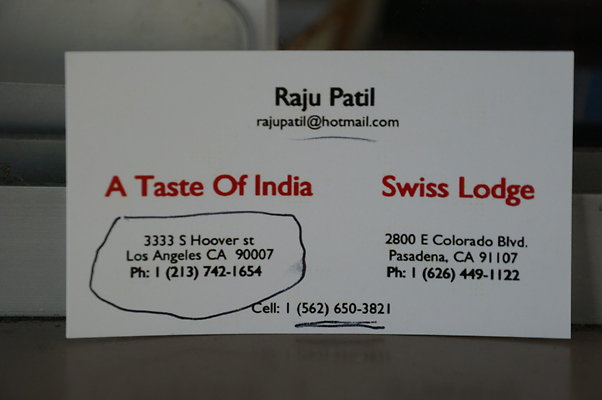 Raju Patil
rajupatil@hotmail.com
A Taste Of India
3333 S Hoover st
Los Angeles CA 90007
Ph: 1 (213) 742-1654
Swiss Lodge
2800 E Colorado Blvd.
Pasadena, CA 91107
Ph: 1 (626) 449-1122
Cell: 1 (562) 650-3821